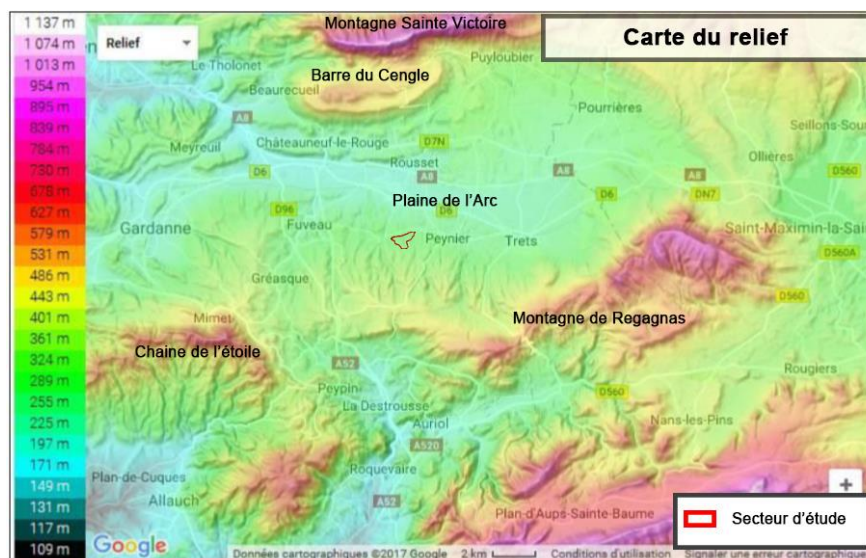 Carte du relief
Relief
1 137 m
1 074 m
1 013 m
954 m
895 m
839 m
784 m
730 m
678 m
627 m
579 m
531 m
486 m
443 m
401 m
361 m
324 m
289 m
255 m
225 m
197 m
171 m
149 m
131 m
117 m
109 m
Montagne Sainte Victoire
Le Tholonet
Puyloubier
Barre du Cengle
Beaurecueil
Pourrières
A8
Seillons-Sou
Meyreuil
Châteauneuf-le-Rouge
D7N
Rousset
Ollières
D6
A8
A8
A8
D560
Plaine de l'Arc
D6
DN7
D96
D6
Gardanne
Fuveau
Peynier
Trets
Saint-Maximin-la-Sai
D560A
Gréasque
D560
Mimet
Montagne de Regagnas
Chaine de l'étoile
A52
Rougiers
Peypin
D560
La Destrousse
Auriol
Nans-les-Pins
A520
Roquevaire
Plan-de-Cuques
Allauch
A52
Plan-d'Aups-Sainte-Baume
+
Secteur d'étude
Google
Données cartographiques ©2017 Google
2 km
Conditions d'utilisation
Signaler une erreur cartographique